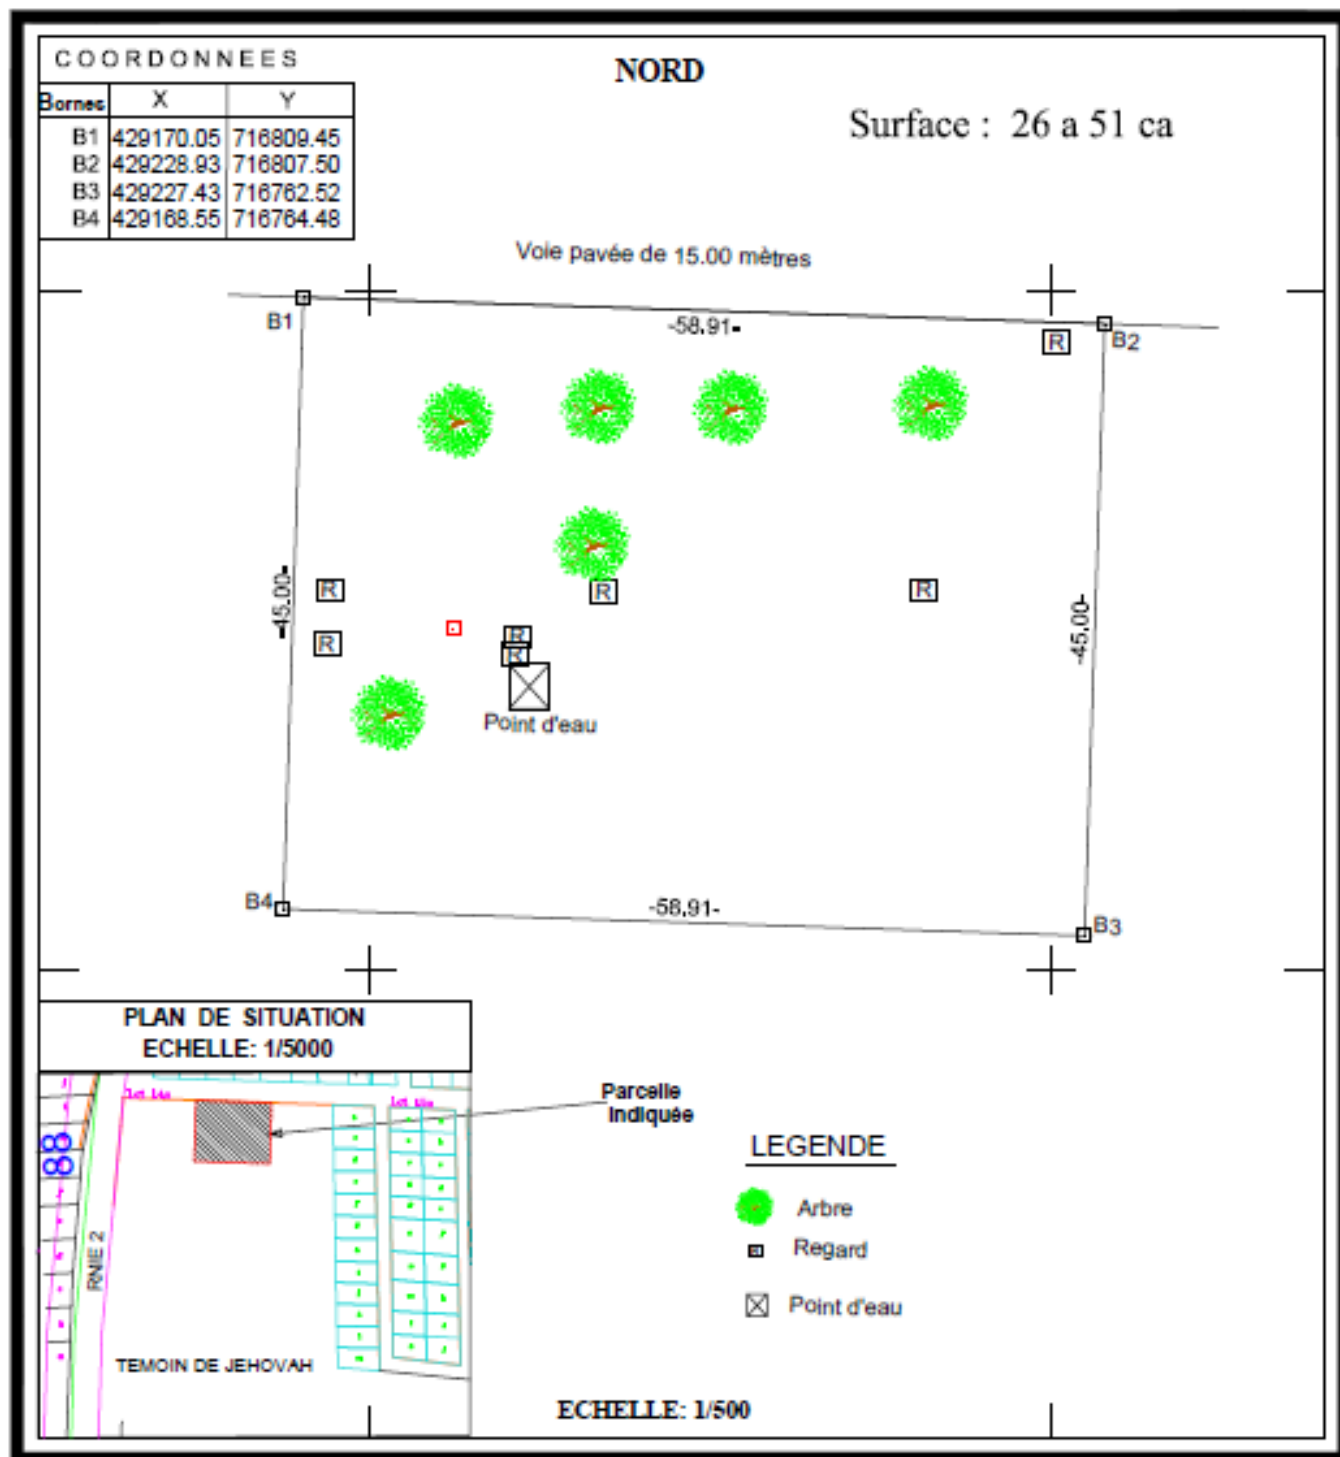 COORDONNEES
NORD
Surface : 26 a 51 ca
Bornes X Y
B1 429170.05 716809.45
B2 429228.93 716807.50
B3 429227.43 716762.52
B4 429168.55 716764.48
Voie pavée de 15.00 mètres
B1
-58.91-
B2
R
R
R
R
-45.00-
-45.00-
R
R
R
Point d'eau
B4
-58.91-
B3
PLAN DE SITUATION
ECHELLE: 1/5000
Parcelle
Indiquée
88
RNIE 2
TEMOIN DE JEHOVAH
LEGENDE
Arbre
Regard
Point d'eau
ECHELLE: 1/500